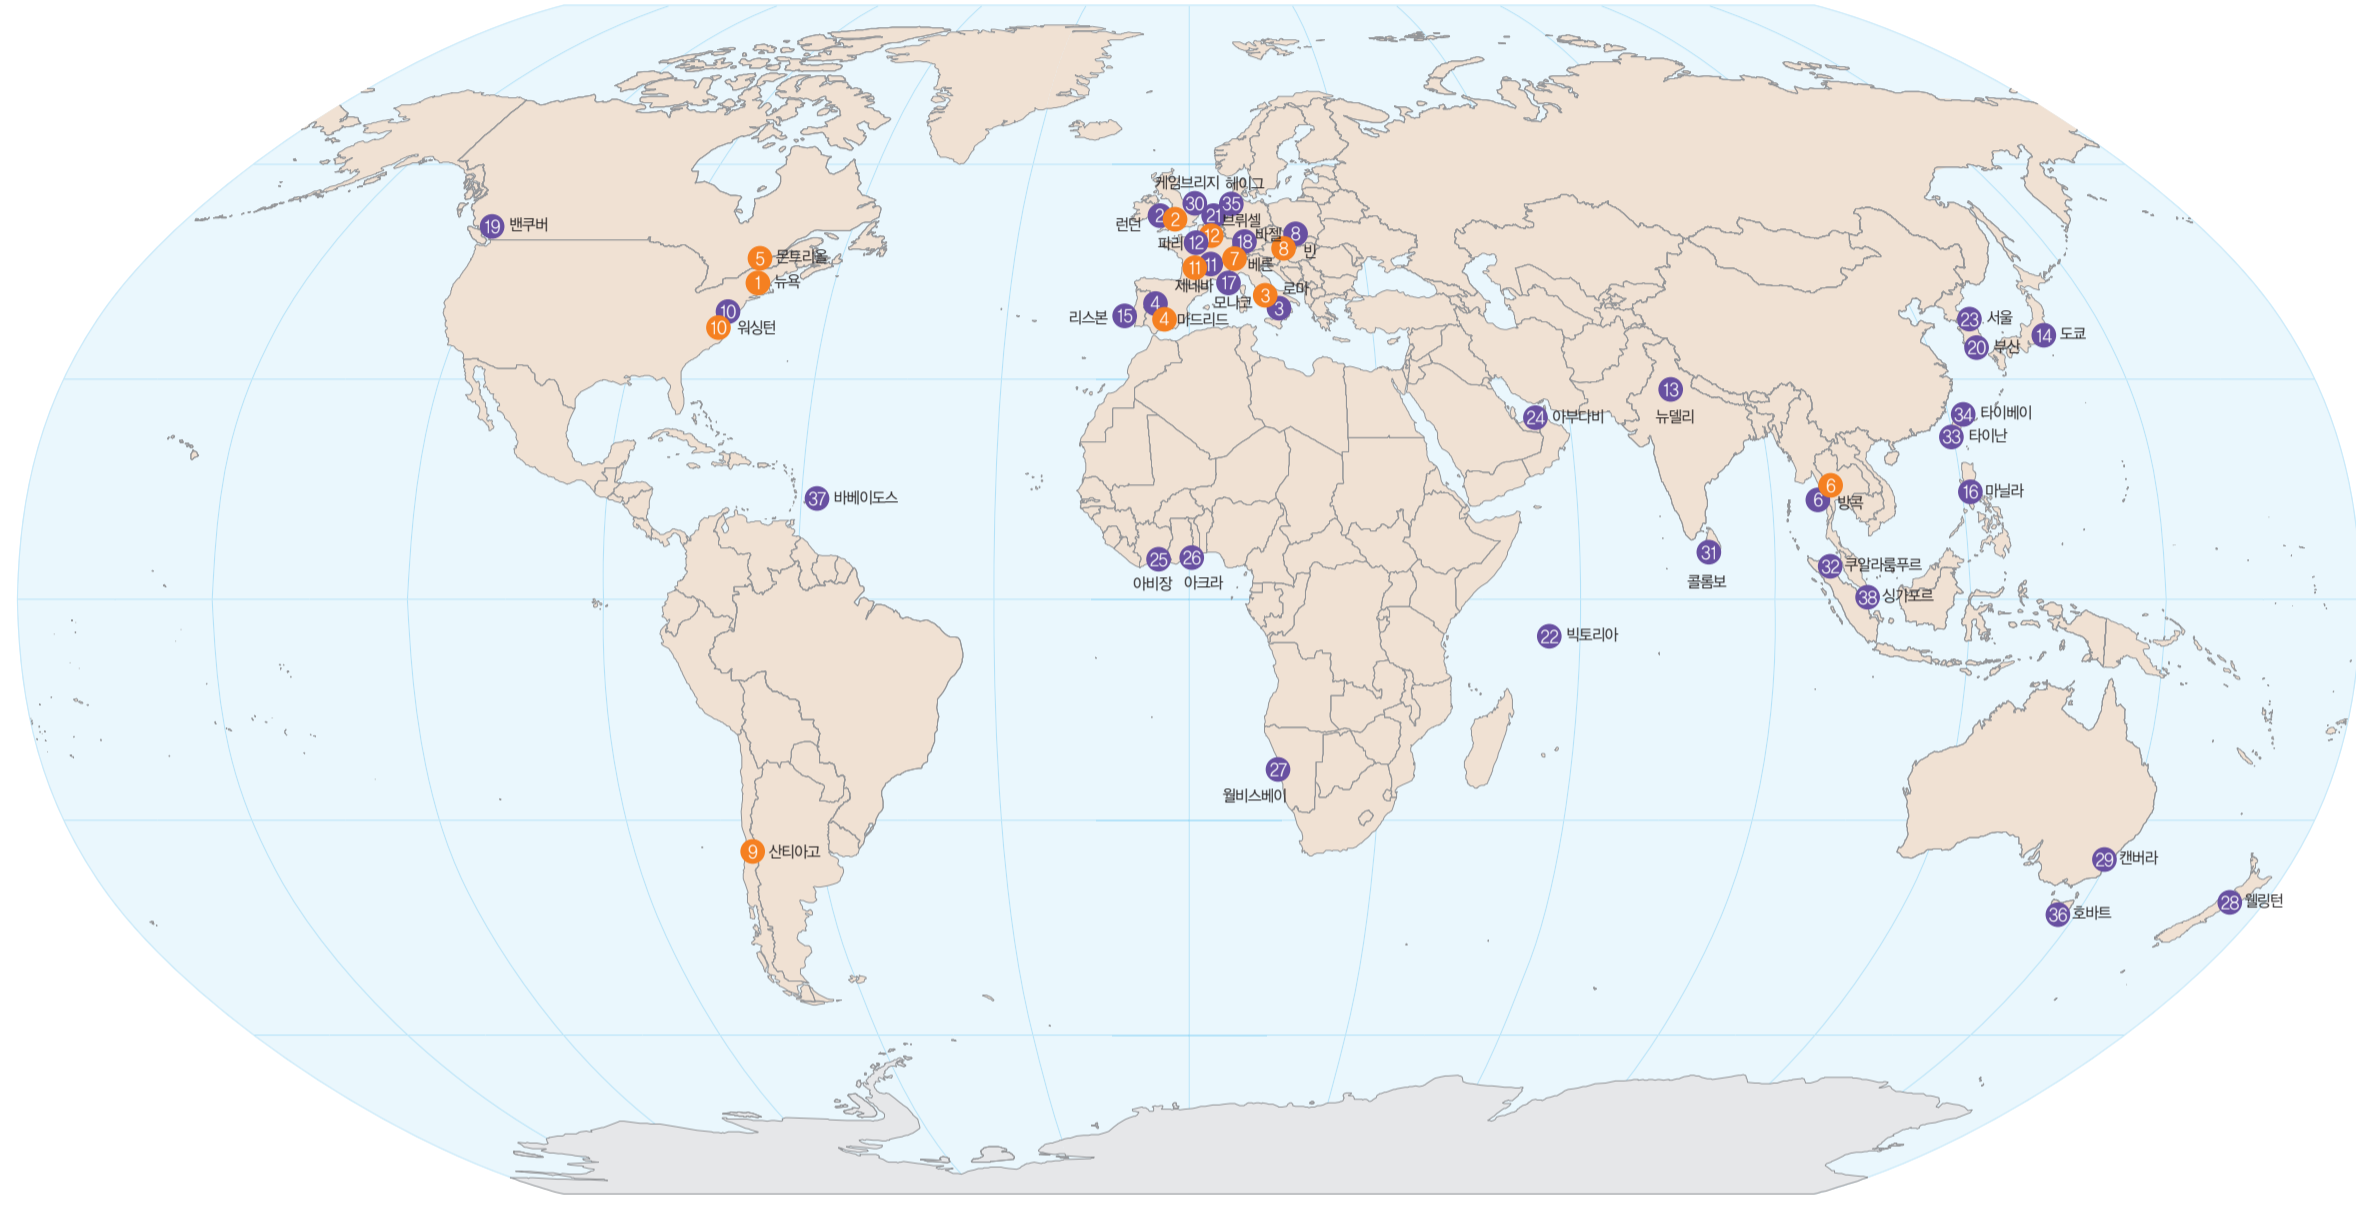 케임브리지 헤이그
30 35
런던 2 2 21 브뤼셀
19 밴쿠버
파리 12 12 18 바젤 8
8 빈
5 몬트리올
11 11 7 베른
1 뉴욕
제네바 17
모나코 3 로마
3
10
10 워싱턴
리스본 15 4
4 마드리드
23 서울
20 부산
14 도쿄
13
뉴델리
24 아부다비
34 타이베이
33 타이난
37 바베이도스
6
6 방콕
16 마닐라
25 26
아비장 아크라
31
콜롬보
32 쿠알라룸푸르
38 싱가포르
22 빅토리아
27
월비스베이
9 산티아고
29 캔버라
28 웰링턴
36 호바트